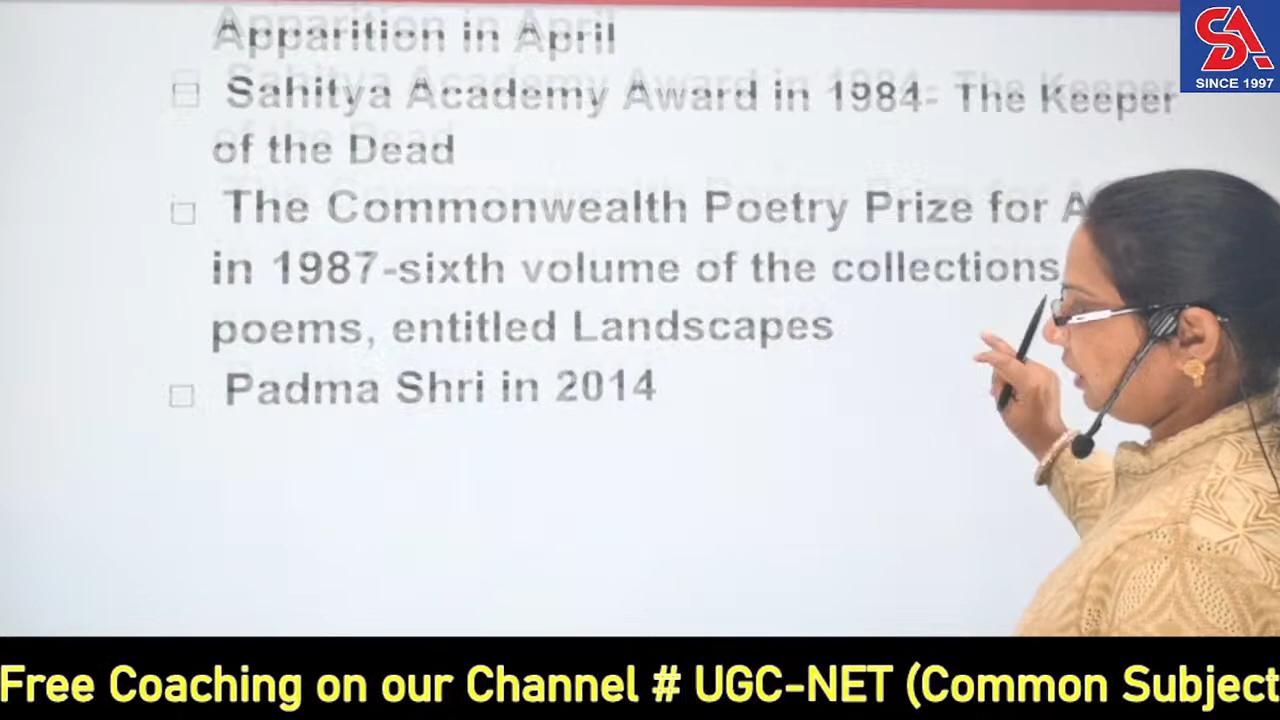 Apparition in April
SA
SINCE 1997
Sahitya Academy Award in 1984- The Keeper
of the Dead
The Commonwealth Poetry Prize for
in 1987-sixth volume of the collections
poems, entitled Landscapes
Padma Shri in 2014
Free Coaching on our Channel # UGC-NET (Common Subject